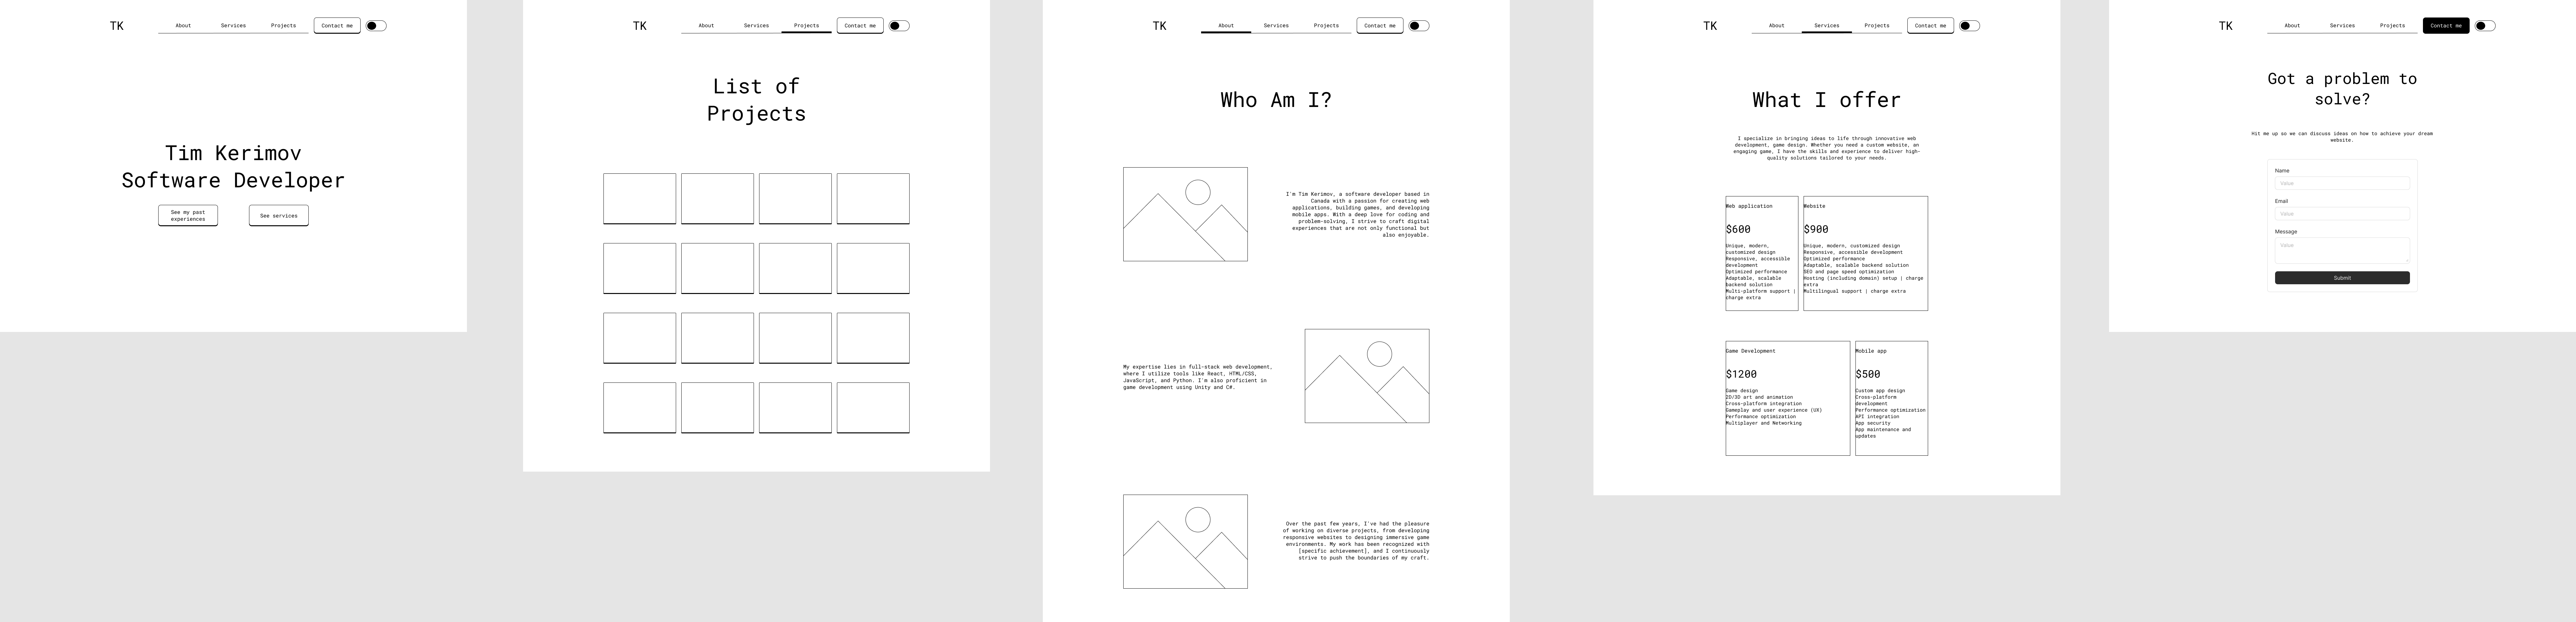 TK
About Services Projects Contact me
Tim Kerimov
Software Developer
See my past
experiences
See services
TK
About Services Projects Contact me
List of
Projects
TK
About Services Projects Contact me
Who Am I?
I'm Tim Kerimov, a software developer based in
Canada with a passion for creating web
applications, building games, and developing
mobile apps. With a deep love for coding and
problem-solving, I strive to craft digital
experiences that are not only functional but
also enjoyable.
My expertise lies in full-stack web development,
where I utilize tools like React, HTML/CSS,
JavaScript, and Python. I'm also proficient in
game development using Unity and C#.
Over the past few years, I've had the pleasure
of working on diverse projects, from developing
responsive websites to designing immersive game
environments. My work has been recognized with
[specific achievement], and I continuously
strive to push the boundaries of my craft.
TK
About Services Projects Contact me
What I offer
I specialize in bringing ideas to life through innovative web
development, game design. Whether you need a custom website, an
engaging game, I have the skills and experience to deliver high-
quality solutions tailored to your needs.
Web application
$600
Unique, modern,
customized design
Responsive, accessible
development
Optimized performance
Adaptable, scalable
backend solution
Multi-platform support |
charge extra
Website
$900
Unique, modern, customized design
Responsive, accessible development
Optimized performance
Adaptable, scalable backend solution
SEO and page speed optimization
Hosting (including domain) setup | charge
extra
Multilingual support | charge extra
Game Development
$1200
Game design
2D/3D art and animation
Cross-platform integration
Gameplay and user experience (UX)
Performance optimization
Multiplayer and Networking
Mobile app
$500
Custom app design
Cross-platform
development
Performance optimization
API integration
App security
App maintenance and
updates
TK
About Services Projects Contact me
Got a problem to
solve?
Hit me up so we can discuss ideas on how to achieve your dream
website.
Name
Value
Email
Value
Message
Value
Submit